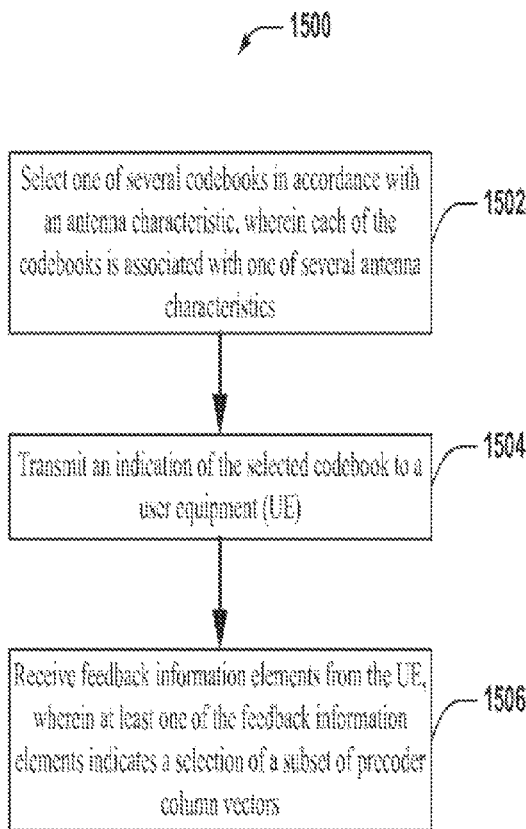 1500
Select one of several codebooks in accordance with
an antenna characteristic, wherein each of the
codebooks is associated with one of several antenna
characteristics
1502
Transmit an indication of the selected codebook to a
user equipment (UE)
1504
Receive feedback information elements from the UE,
wherein at least one of the feedback information
elements indicates a selection of a subset of precoder
column vectors
1506